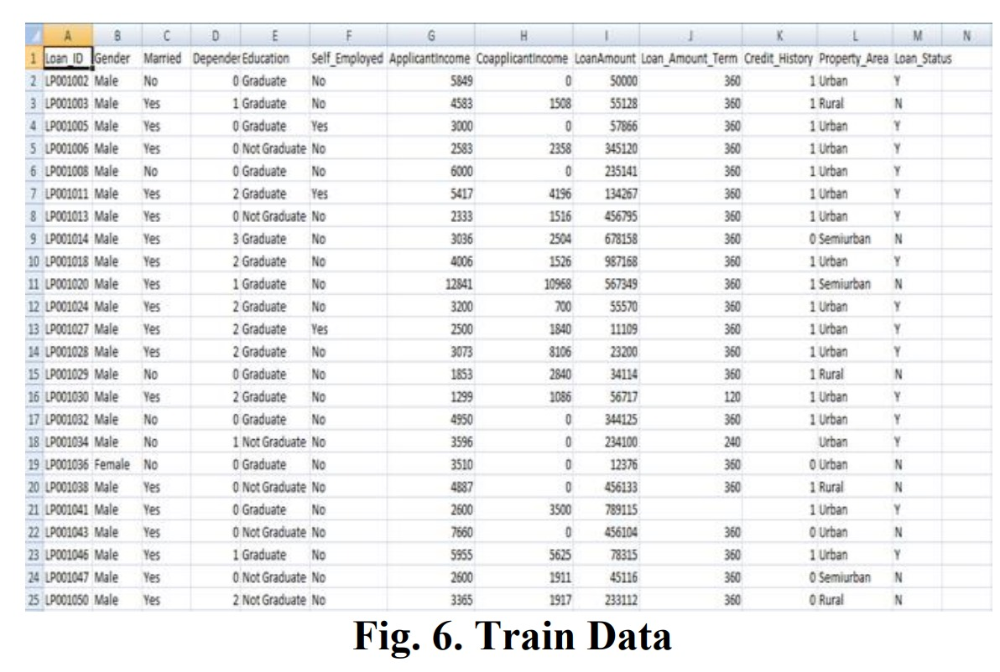 A B C D E F G H I J K L M N
1 Loan_ID Gender Married Depender Education Self_Employed ApplicantIncome CoapplicantIncome LoanAmount Loan_Amount_Term Credit_History Property_Area Loan_Status
2 LP001002 Male No 0 Graduate No 5849 0 50000 360 1 Urban Y
3 LP001003 Male Yes 1 Graduate No 4583 1508 55128 360 1 Rural N
4 LP001005 Male Yes 0 Graduate Yes 3000 0 57866 360 1 Urban Y
5 LP001006 Male Yes 0 Not Graduate No 2583 2358 345120 360 1 Urban Y
6 LP001008 Male No 0 Graduate No 6000 0 235141 360 1 Urban Y
7 LP001011 Male Yes 2 Graduate Yes 5417 4196 134267 360 1 Urban Y
8 LP001013 Male Yes 0 Not Graduate No 2333 1516 456795 360 1 Urban Y
9 LP001014 Male Yes 3 Graduate No 3036 2504 678158 360 0 Semiurban N
10 LP001018 Male Yes 2 Graduate No 4006 1526 987168 360 1 Urban Y
11 LP001020 Male Yes 1 Graduate No 12841 10968 567349 360 1 Semiurban N
12 LP001024 Male Yes 2 Graduate No 3200 700 55570 360 1 Urban Y
13 LP001027 Male Yes 2 Graduate Yes 2500 1840 11109 360 1 Urban Y
14 LP001028 Male Yes 2 Graduate No 3073 8106 23200 360 1 Urban Y
15 LP001029 Male No 0 Graduate No 1853 2840 34114 360 1 Rural N
16 LP001030 Male Yes 2 Graduate No 1299 1086 56717 120 1 Urban Y
17 LP001032 Male No 0 Graduate No 4950 0 344125 360 1 Urban Y
18 LP001034 Male No 1 Not Graduate No 3596 0 234100 240 Urban Y
19 LP001036 Female No 0 Graduate No 3510 0 12376 360 0 Urban N
20 LP001038 Male Yes 0 Not Graduate No 4887 0 456133 360 1 Rural N
21 LP001041 Male Yes 0 Graduate No 2600 3500 789115 1 Urban Y
22 LP001043 Male Yes 0 Not Graduate No 7660 0 456104 360 0 Urban N
23 LP001046 Male Yes 1 Graduate No 5955 5625 78315 360 1 Urban Y
24 LP001047 Male Yes 0 Not Graduate No 2600 1911 45116 360 0 Semiurban N
25 LP001050 Male Yes 2 Not Graduate No 3365 1917 233112 360 0 Rural N
Fig. 6. Train Data